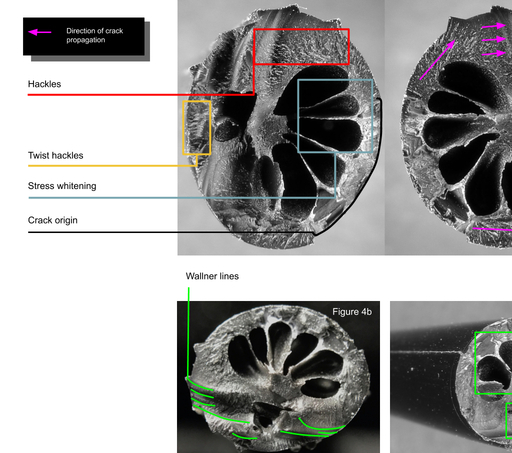 Direction of crack
propagation
Hackles
Twist hackles
Stress whitening
Crack origin
Wallner lines
Figure 4b